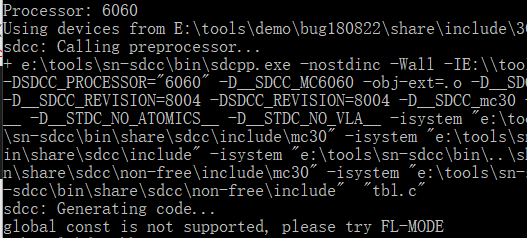 Processor: 6060
Using devices from E:\tools\demo\bug180822\share\include\30
sdcc: Calling preprocessor...
+ e:\tools\sn-sdcc\bin\sdcpp.exe -nostdinc -Wall -IE:\\too
-DSDCC_PROCESSOR="6060" -D__SDCC_MC6060 -obj-ext=.o -D__SD
-D__SDCC_REVISION=8004 -DSDCC_REVISION=8004 -D__SDCC_mc30
__ -D__STDC_NO_ATOMICS__ -D__STDC_NO_VLA__ -isystem "e:\t
\sn-sdcc\bin\share\sdcc\include\mc30" -isystem "e:\tools\s
in\share\sdcc\include" -isystem "e:\tools\sn-sdcc\bin\..\s
n\share\sdcc\non-free\include\mc30" -isystem "e:\tools\sn-
-sdcc\bin\share\sdcc\non-free\include"  "tbl.c"
sdcc: Generating code...
global const is not supported, please try FL-MODE